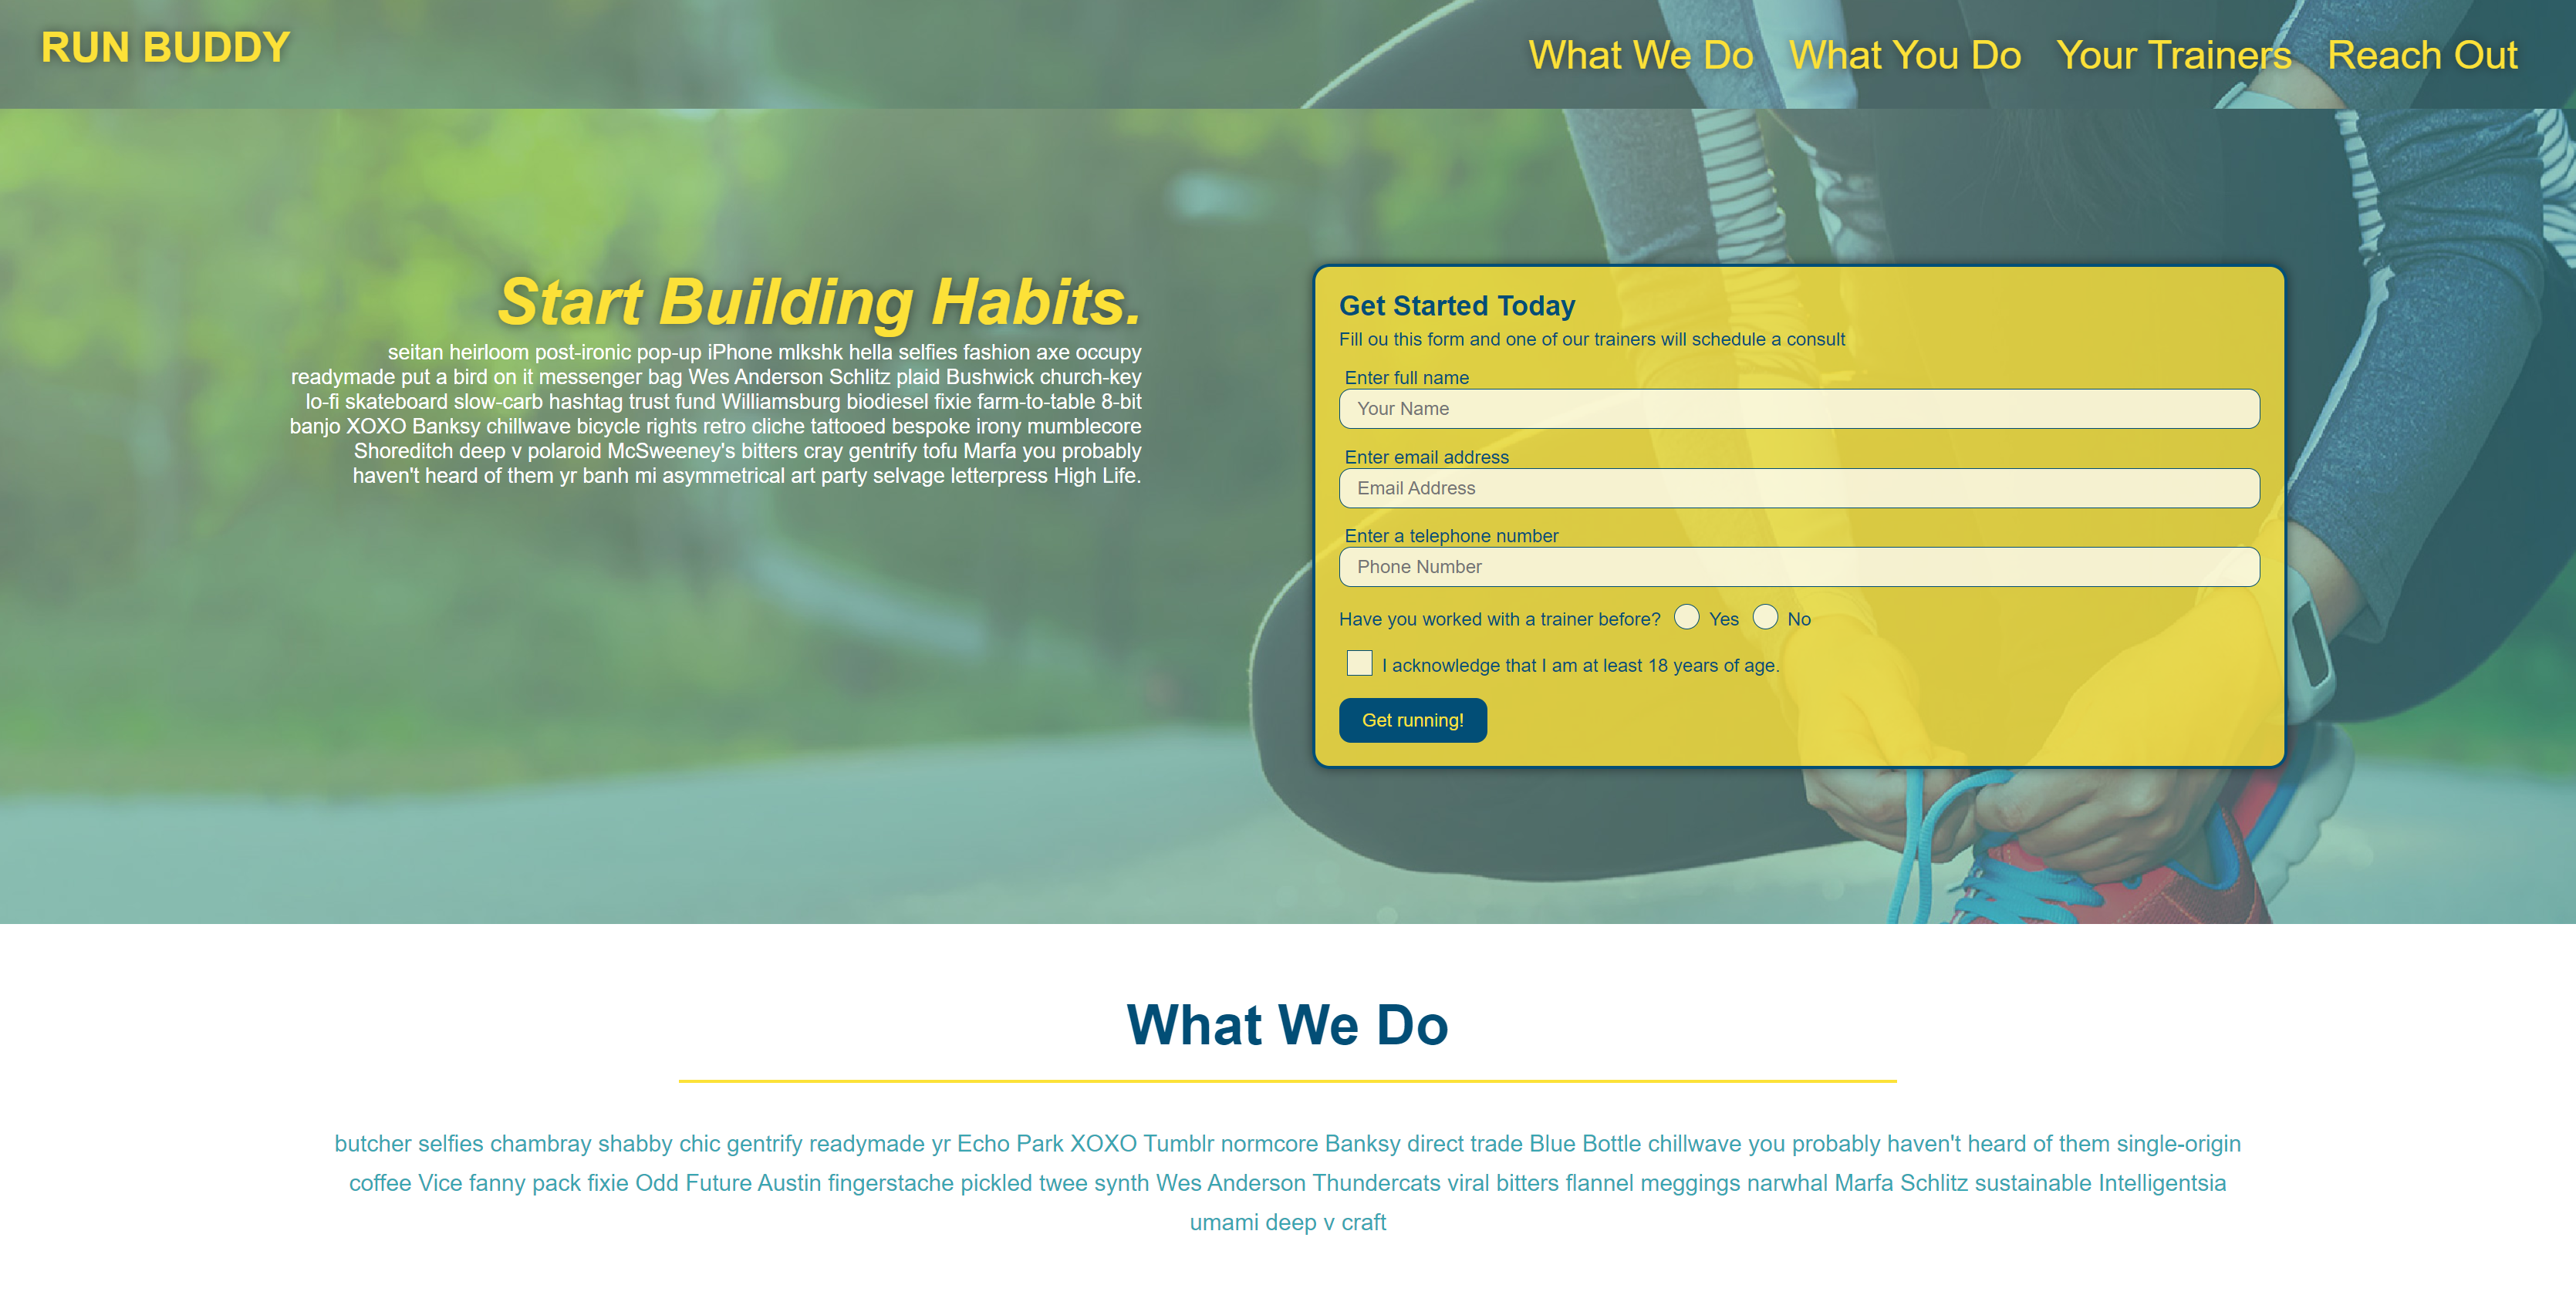 RUN BUDDY
What We Do What You Do Your Trainers Reach Out
Start Building Habits.
seitan heirloom post-ironic pop-up iPhone mlkshk hella selfies fashion axe occupy
readymade put a bird on it messenger bag Wes Anderson Schlitz plaid Bushwick church-key
lo-fi skateboard slow-carb hashtag trust fund Williamsburg biodiesel fixie farm-to-table 8-bit
banjo XOXO Banksy chillwave bicycle rights retro cliche tattooed bespoke irony mumblecore
Shoreditch deep v polaroid McSweeney's bitters cray gentrify tofu Marfa you probably
haven't heard of them yr banh mi asymmetrical art party selvage letterpress High Life.
Get Started Today
Fill ou this form and one of our trainers will schedule a consult
Enter full name
Your Name
Enter email address
Email Address
Enter a telephone number
Phone Number
Have you worked with a trainer before? Yes No
I acknowledge that I am at least 18 years of age.
Get running!
What We Do
butcher selfies chambray shabby chic gentrify readymade yr Echo Park XOXO Tumblr normcore Banksy direct trade Blue Bottle chillwave you probably haven't heard of them single-origin
coffee Vice fanny pack fixie Odd Future Austin fingerstache pickled twee synth Wes Anderson Thundercats viral bitters flannel meggings narwhal Marfa Schlitz sustainable Intelligentsia
umami deep v craft